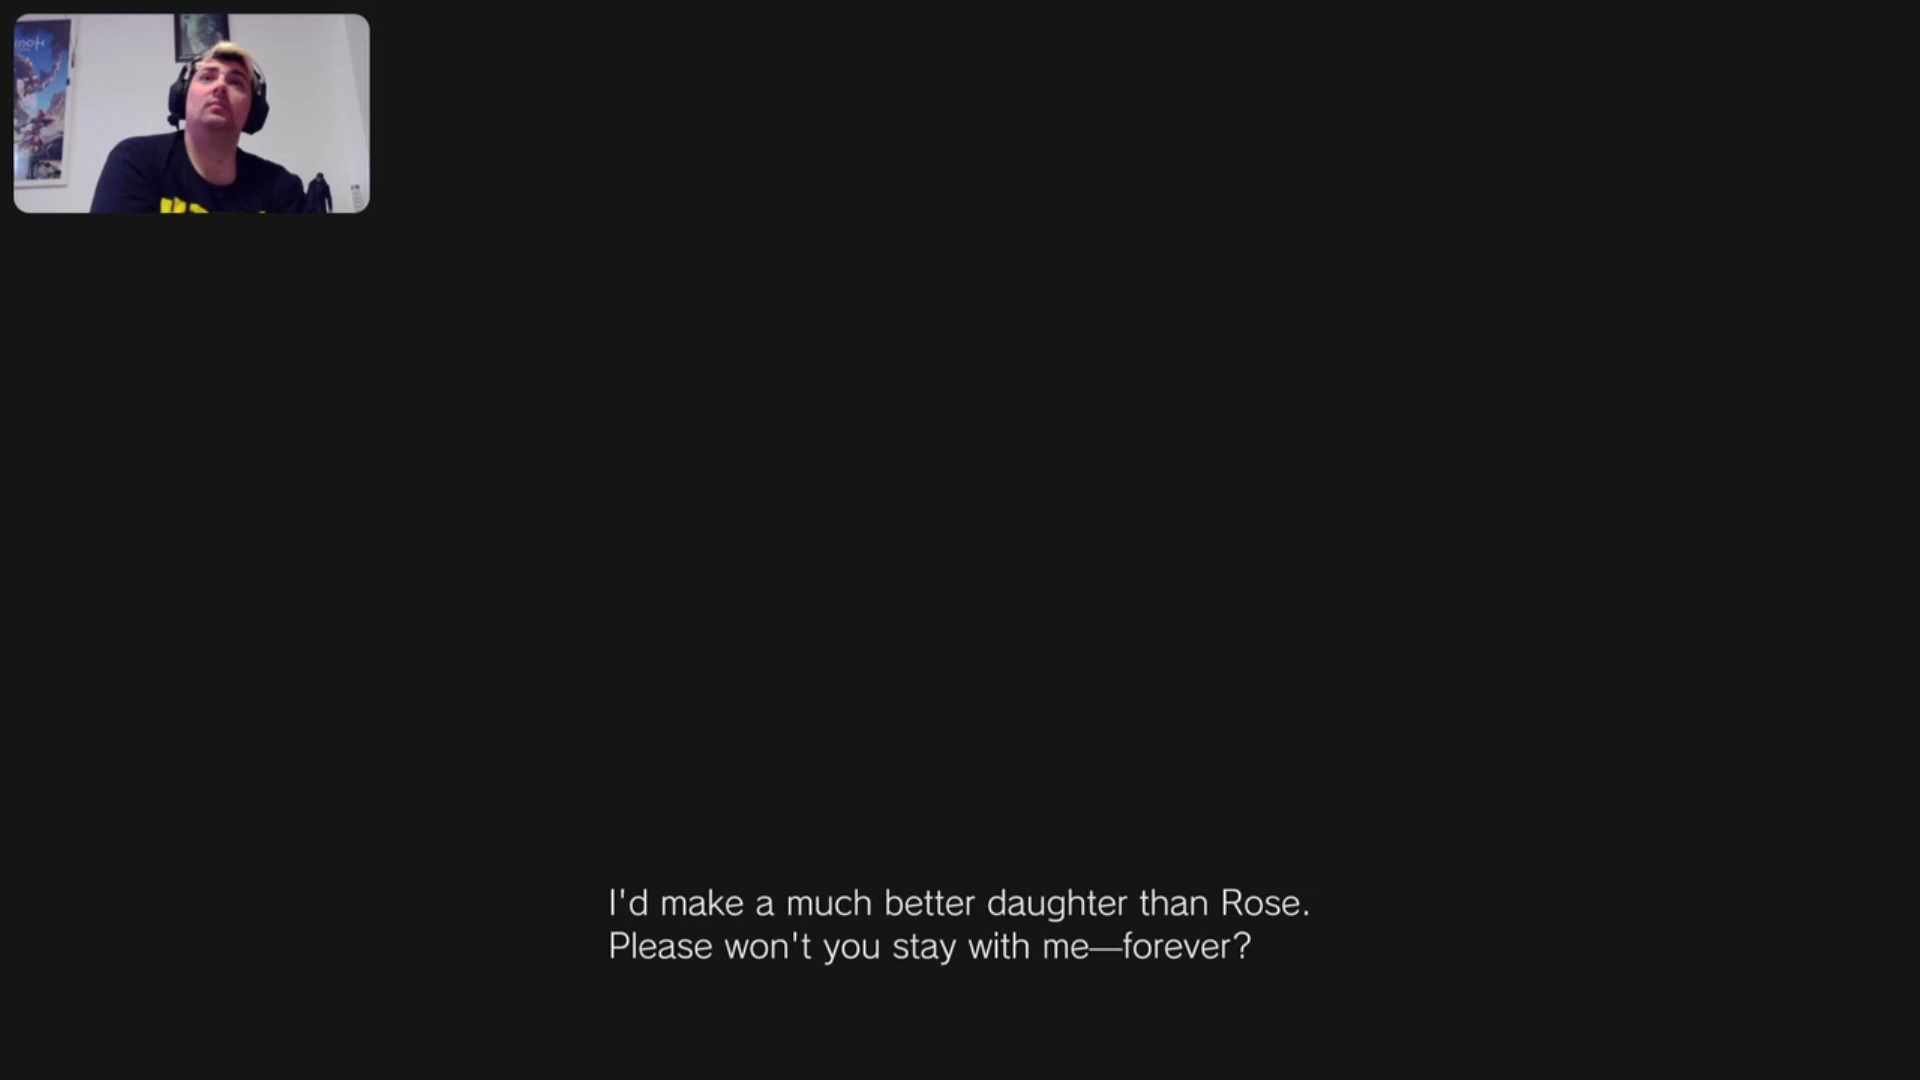 I'd make a much better daughter than Rose.
Please won't you stay with me—forever?